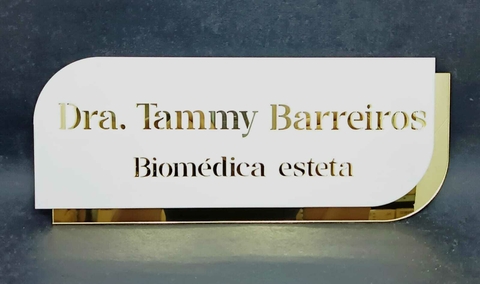 Dra. Tammy Barreiros
Biomédica esteta